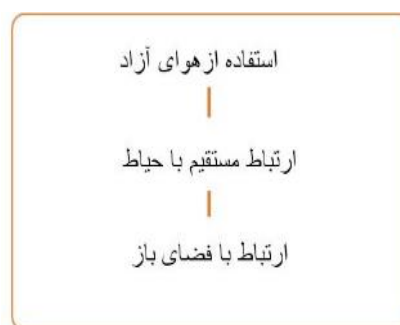 استفاده از هوای آزاد
ارتباط مستقیم با حیاط
ارتباط با فضای باز